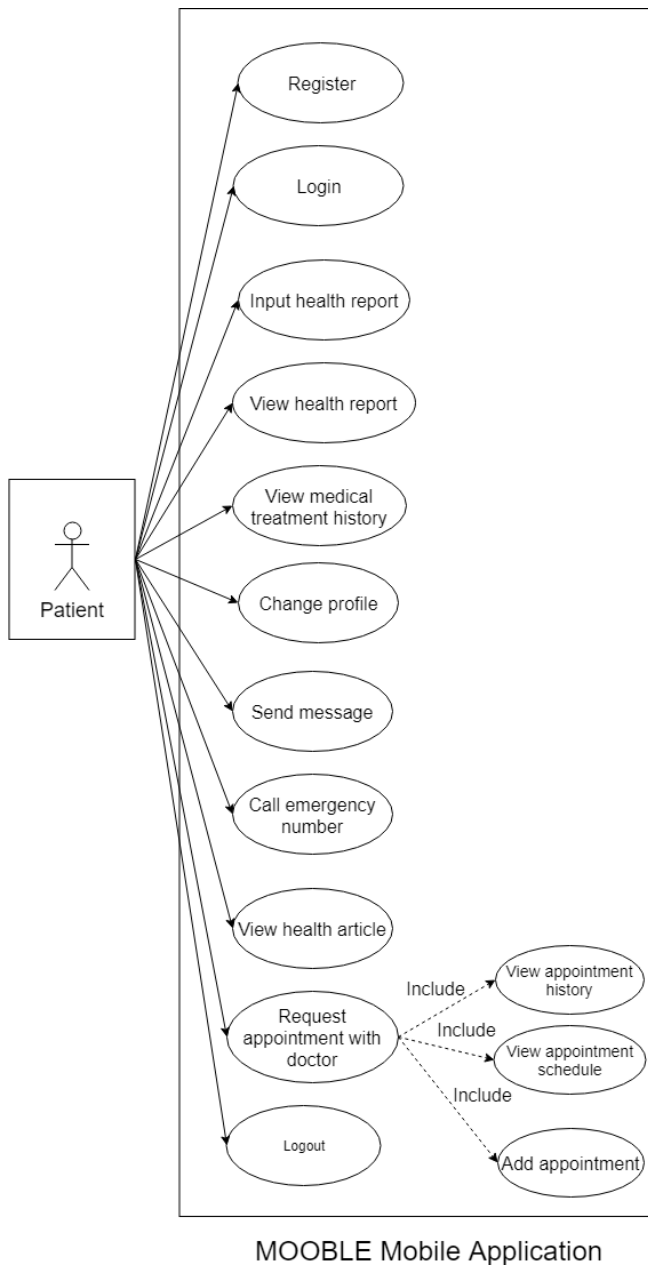 Register
Login
Input health report
View health report
View medical
treatment history
Patient
Change profile
Send message
Call emergency
number
View health article
Request
appointment with
doctor
Include
View appointment
history
Include
View appointment
schedule
Include
Add appointment
Logout
MOOBLE Mobile Application